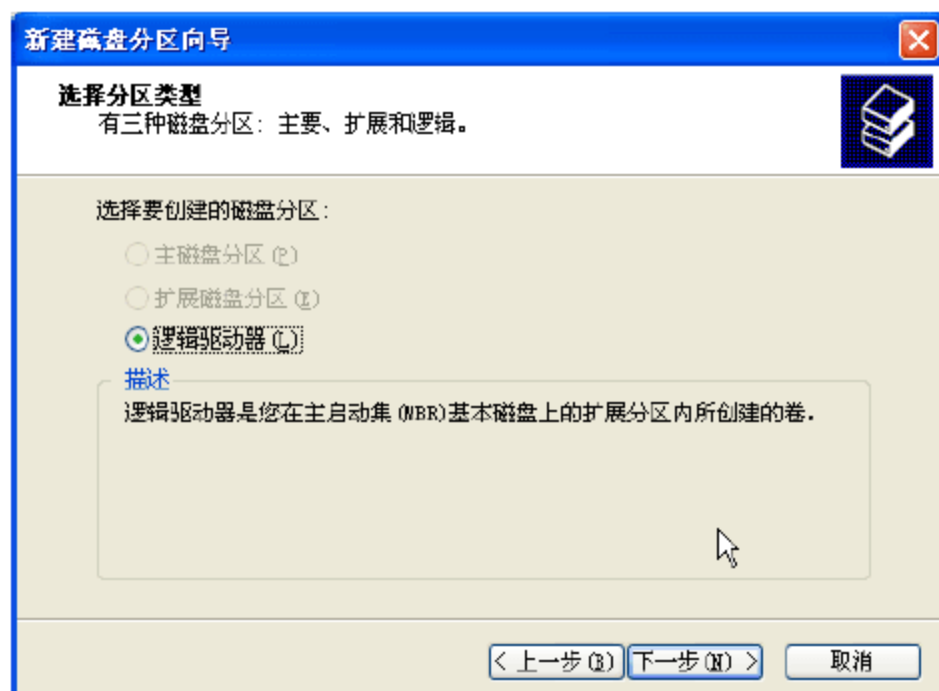 新建磁盘分区向导
选择分区类型
有三种磁盘分区：主要、扩展和逻辑。
选择要创建的磁盘分区：
主磁盘分区(P)
扩展磁盘分区(E)
逻辑驱动器(L)
描述
逻辑驱动器是您在主启动集(MBR)基本磁盘上的扩展分区内所创建的卷.
< 上一步(B) 下一步(N) > 取消